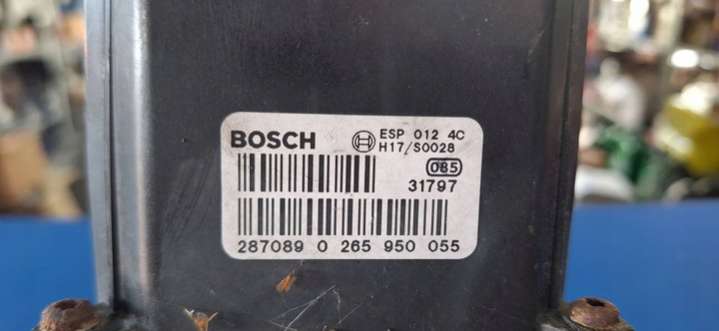 BOSCH ESP 012 4C
H17/S0028
085
31797
287089 0 265 950 055